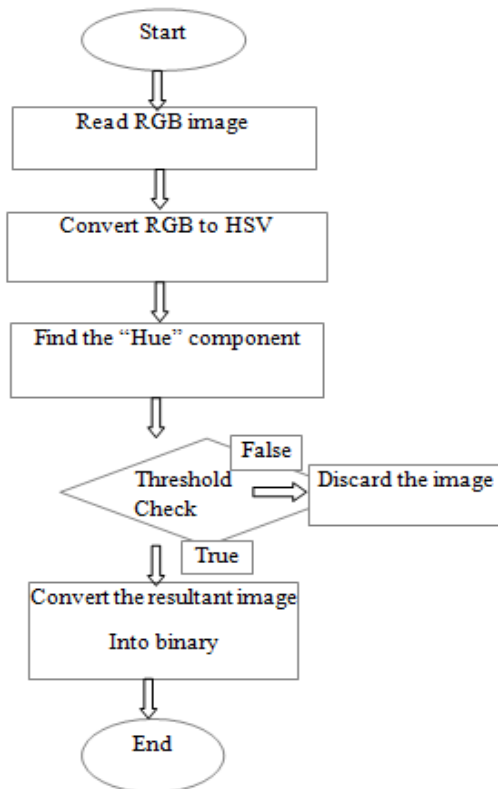 Start
Read RGB image
Convert RGB to HSV
Find the “Hue” component
False
Threshold
Check
Discard the image
True
Convert the resultant image
Into binary
End